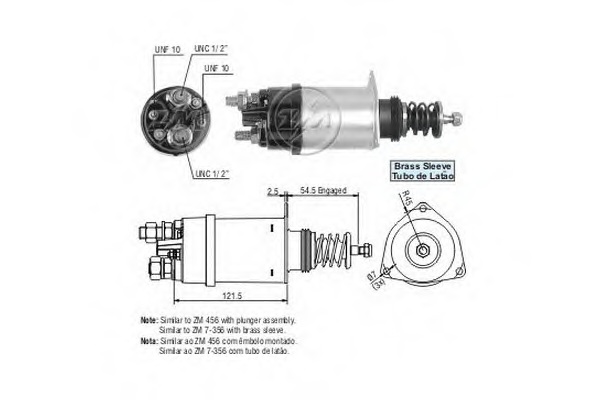 UNF 10
UNC 1/ 2"
UNF 10
UNC 1/ 2"
ZM
Brass Sleeve
Tubo de Latão
2.5
54.5 Engaged
R45
Ø7
(3x)
121.5
Note: Similar to ZM 456 with plunger assembly.
Similar to ZM 7-356 with brass sleeve.
Nota: Similar ao ZM 456 com êmbolo montado.
Similar ao ZM 7-356 com tubo de latão.